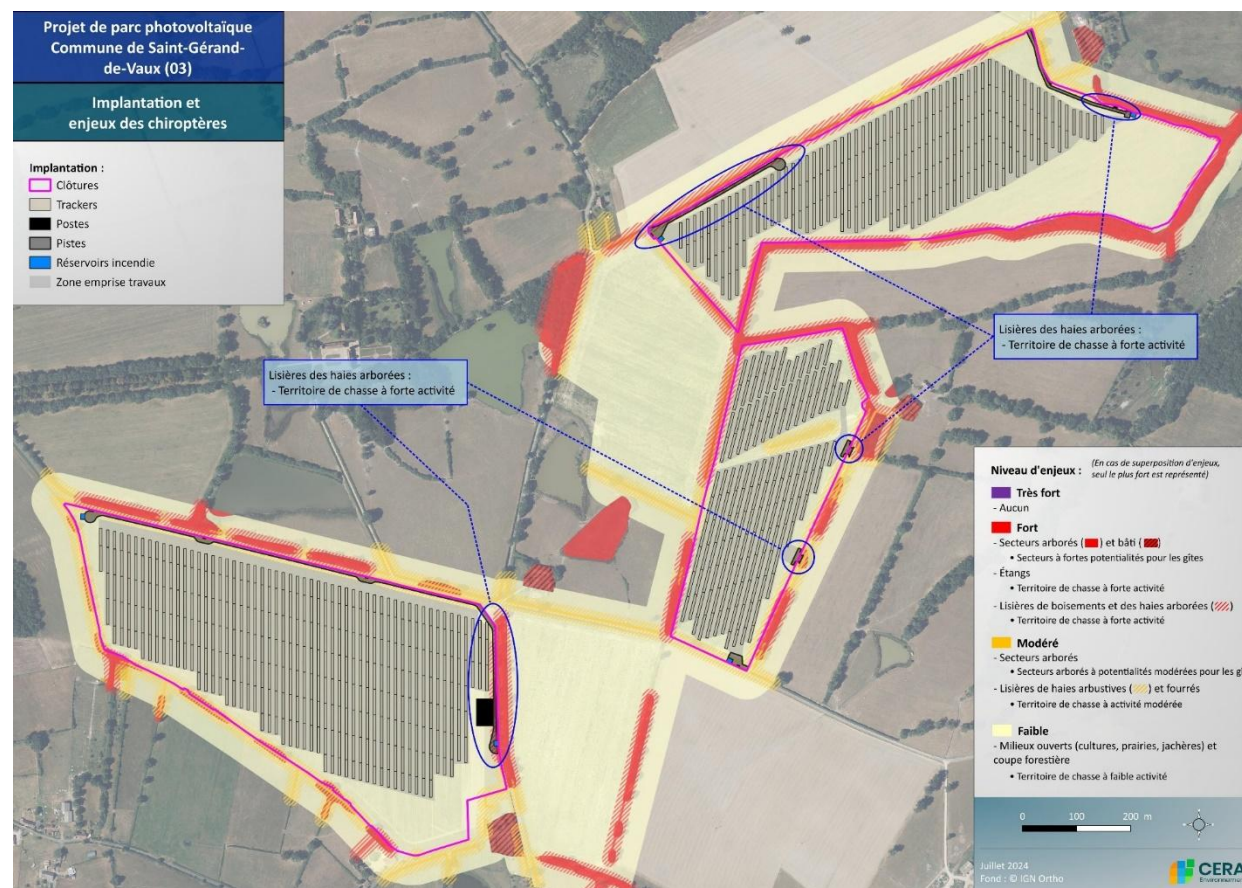 Projet de parc photovoltaïque
Commune de Saint-Gérand-
de-Vaux (03)
Implantation et
enjeux des chiroptères
Implantation :
Clôtures
Trackers
Postes
Pistes
Réservoirs incendie
Zone emprise travaux
Lisières des haies arborées :
- Territoire de chasse à forte activité
Lisières des haies arborées :
- Territoire de chasse à forte activité
Niveau d'enjeux : (En cas de superposition d'enjeux,
seul le plus fort est représenté)
Très fort
- Aucun
Fort
- Secteurs arborés ( ) et bâti ( )
• Secteurs à fortes potentialités pour les gîtes
- Étangs
• Territoire de chasse à forte activité
- Lisières de boisements et des haies arborées ( )
• Territoire de chasse à forte activité
Modéré
- Secteurs arborés
• Secteurs arborés à potentialités modérées pour les g
- Lisières de haies arbustives ( ) et fourrés
• Territoire de chasse à activité modérée
Faible
- Milieux ouverts (cultures, prairies, jachères) et
coupe forestière
• Territoire de chasse à faible activité
0 100 200 m
Juillet 2024
Fond : © IGN Ortho
CERA
Environnement